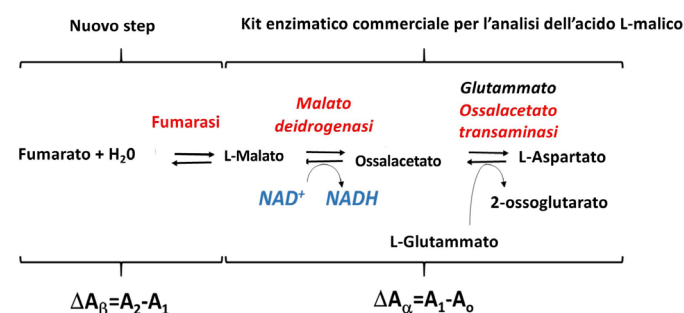 Nuovo step
Kit enzimatico commerciale per l'analisi dell'acido L-malico
Glutammato
Ossalacetato
transaminasi
Malato
deidrogenasi
Fumarasi
Fumarato + H₂0
L-Malato
Ossalacetato
L-Aspartato
NAD⁺
NADH
2-ossoglutarato
L-Glutammato
ΔAβ=A₂-A₁
ΔAα=A₁-Aₒ